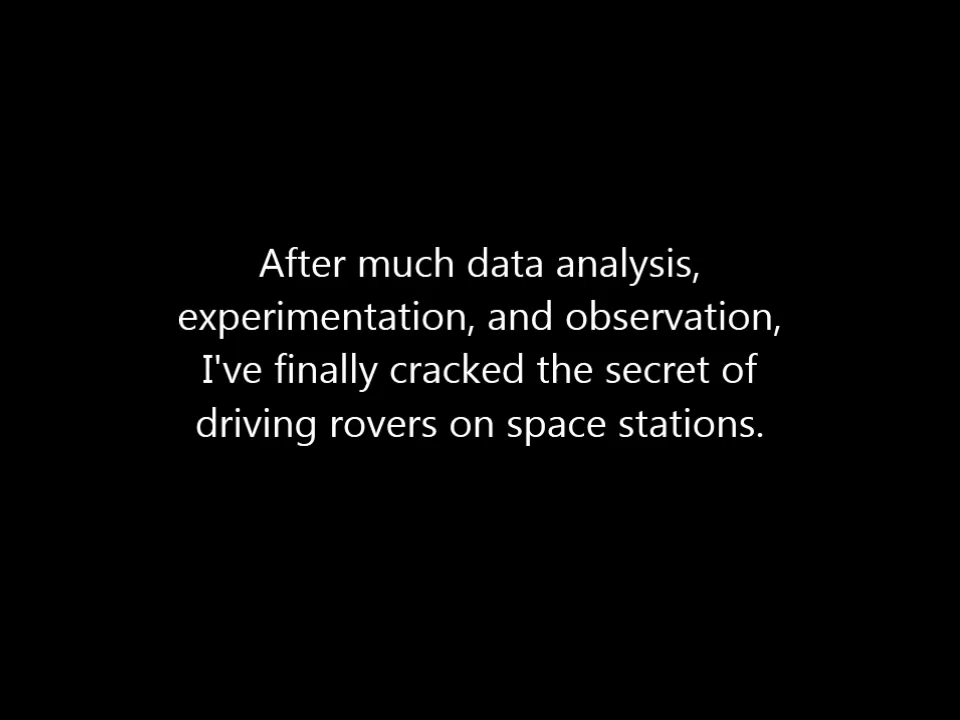 After much data analysis,
experimentation, and observation,
I've finally cracked the secret of
driving rovers on space stations.